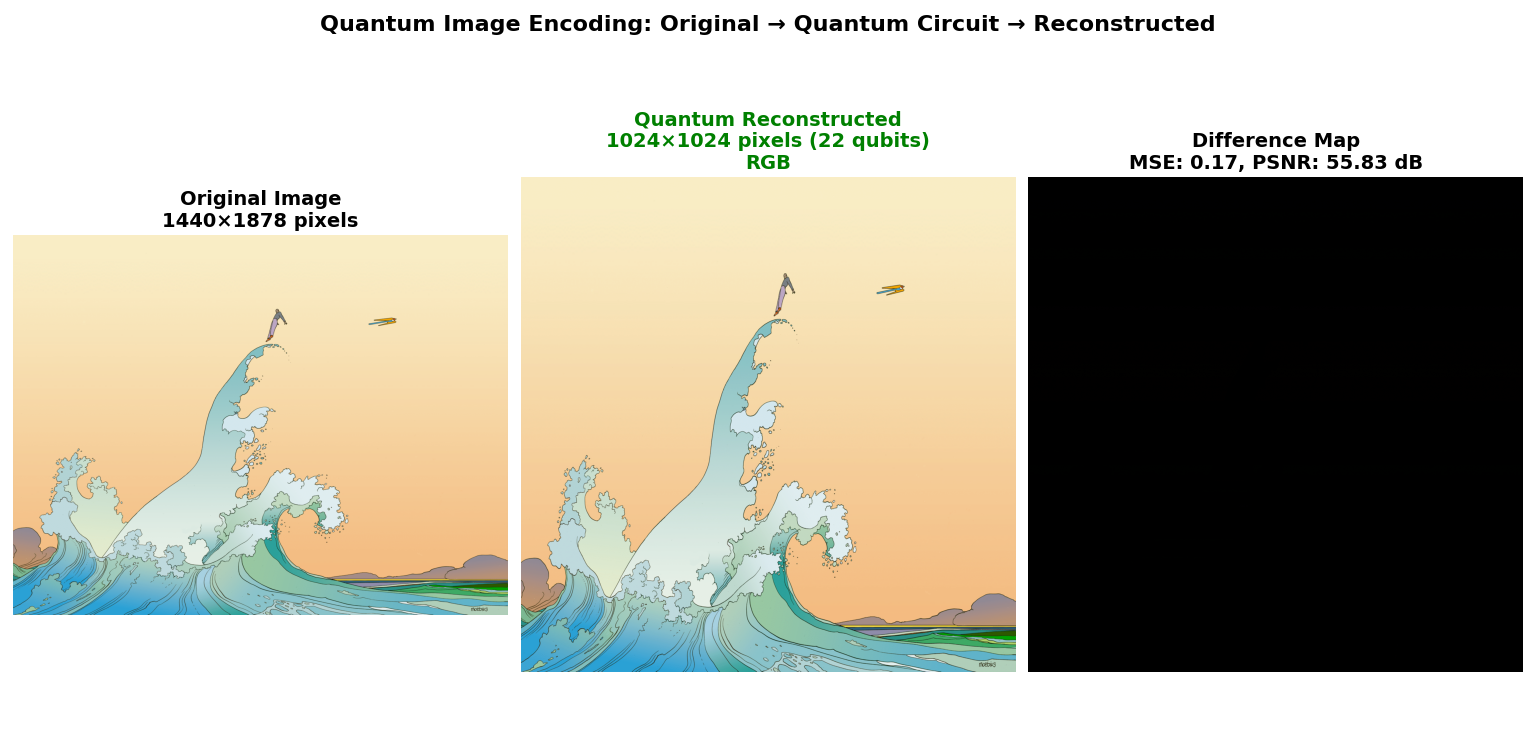 Quantum Image Encoding: Original → Quantum Circuit → Reconstructed
Original Image
1440×1878 pixels
Quantum Reconstructed
1024×1024 pixels (22 qubits)
RGB
Difference Map
MSE: 0.17, PSNR: 55.83 dB